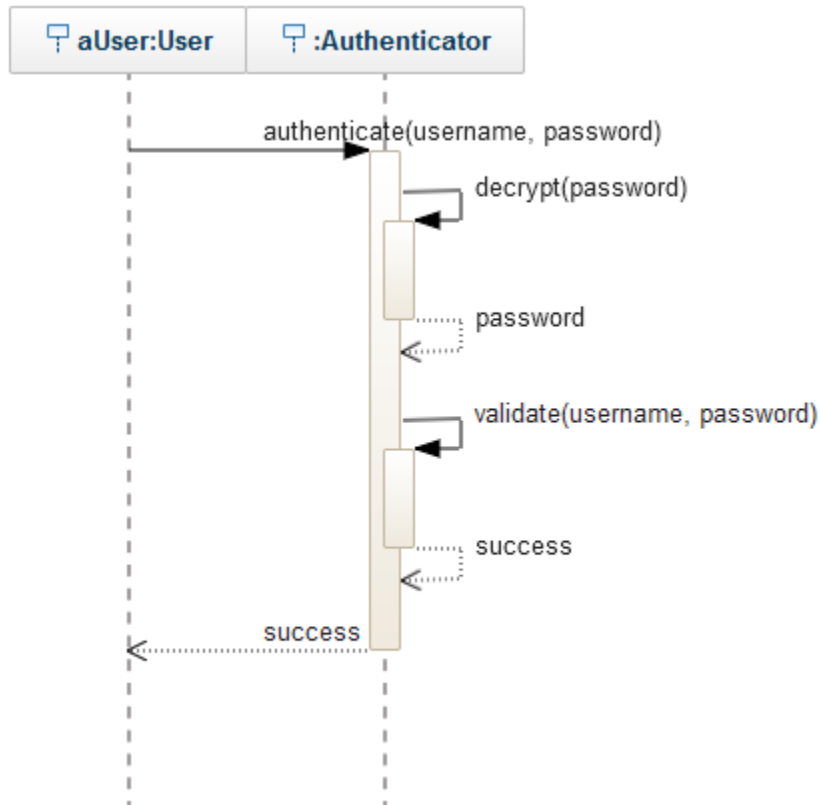 aUser:User
:Authenticator
authenticate(username, password)
decrypt(password)
password
validate(username, password)
success
success